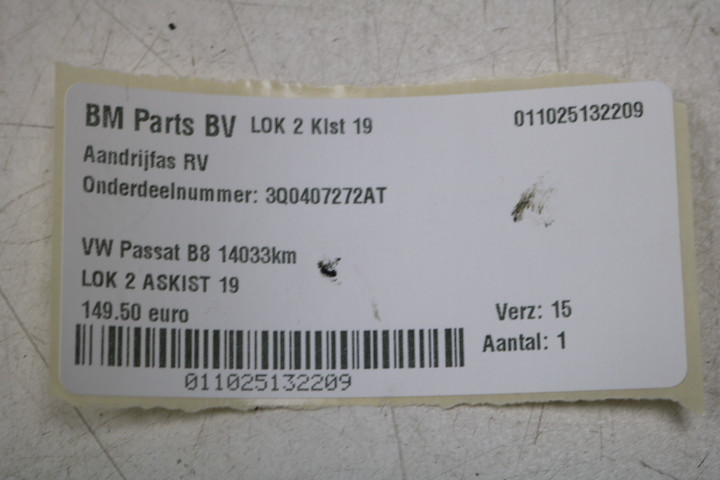 BM Parts BV LOK 2 Klst 19 011025132209
Aandrijfas RV
Onderdeelnummer: 3Q0407272AT
VW Passat B8 14033km
LOK 2 ASKIST 19
149.50 euro Verz: 15
Aantal: 1
011025132209